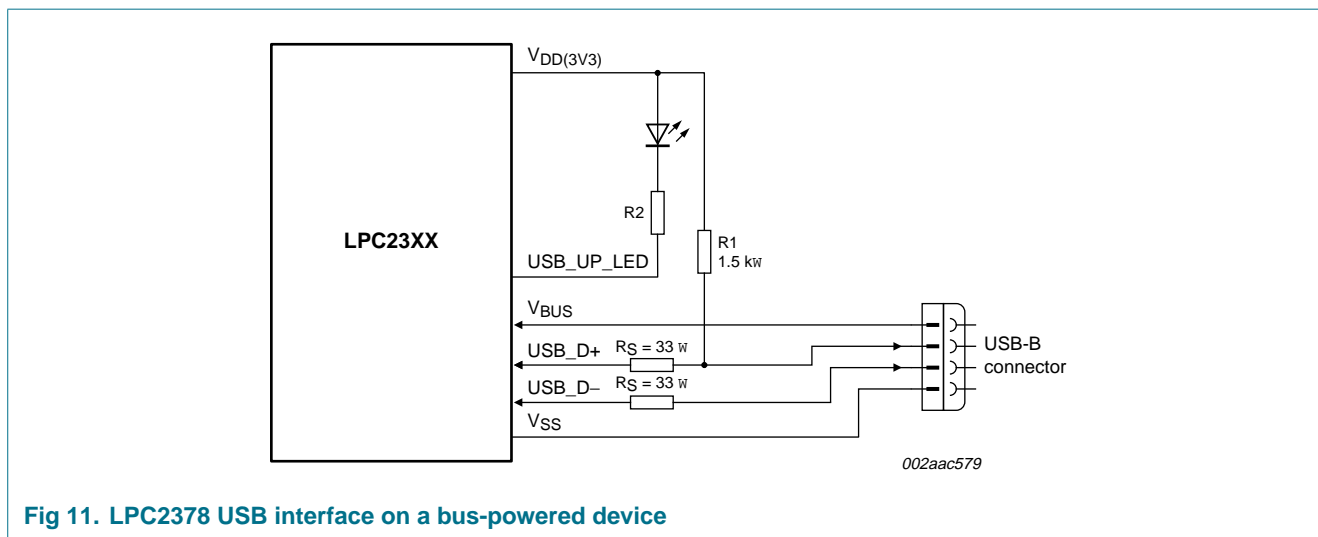 VDD(3V3)
R2
R1
1.5 kW
LPC23XX
USB_UP_LED
VBUS
USB_D+
RS = 33 W
USB-B
connector
USB_D−
RS = 33 W
VSS
002aac579
Fig 11. LPC2378 USB interface on a bus-powered device